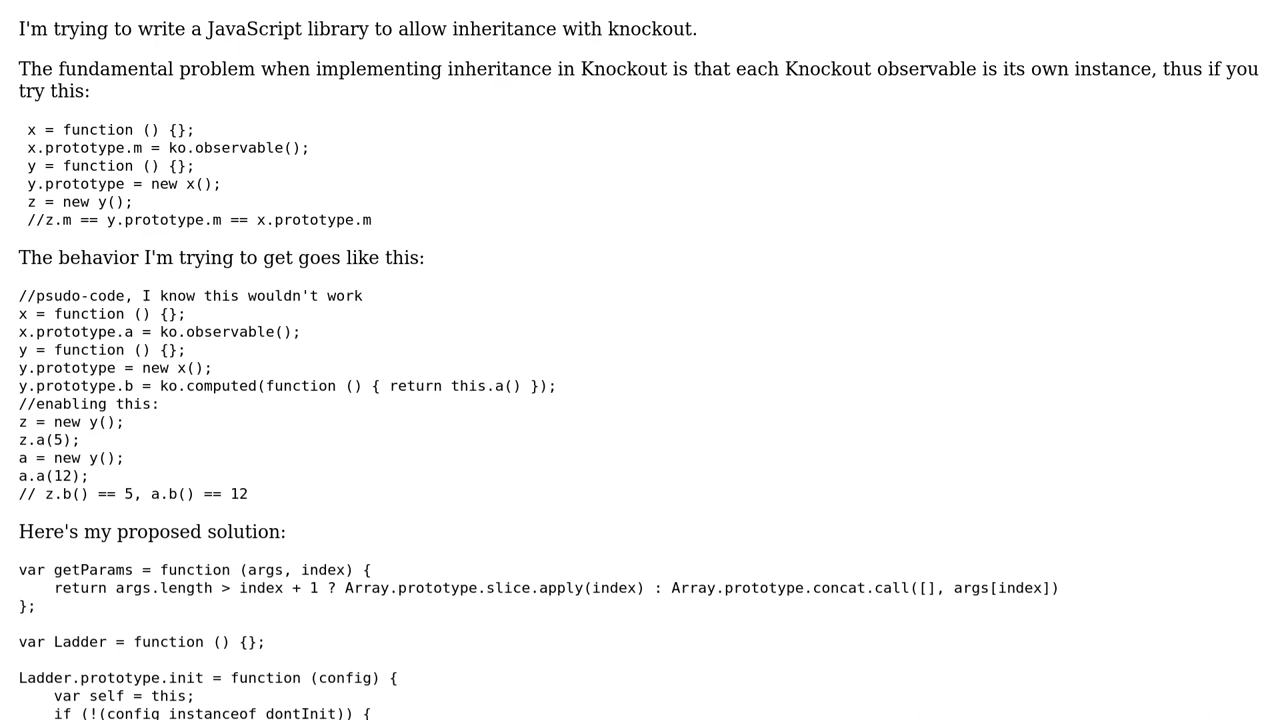 I'm trying to write a JavaScript library to allow inheritance with knockout.
The fundamental problem when implementing inheritance in Knockout is that each Knockout observable is its own instance, thus if you
try this:
x = function () {};
x.prototype.m = ko.observable();
y = function () {};
y.prototype = new x();
z = new y();
//z.m == y.prototype.m == x.prototype.m
The behavior I'm trying to get goes like this:
//psudo-code, I know this wouldn't work
x = function () {};
x.prototype.a = ko.observable();
y = function () {};
y.prototype = new x();
y.prototype.b = ko.computed(function () { return this.a() });
//enabling this:
z = new y();
z.a(5);
a = new y();
a.a(12);
// z.b() == 5, a.b() == 12
Here's my proposed solution:
var getParams = function (args, index) {
    return args.length > index + 1 ? Array.prototype.slice.apply(index) : Array.prototype.concat.call([], args[index])
};
var Ladder = function () {};
Ladder.prototype.init = function (config) {
    var self = this;
    if (!(config instanceof dontInit)) {